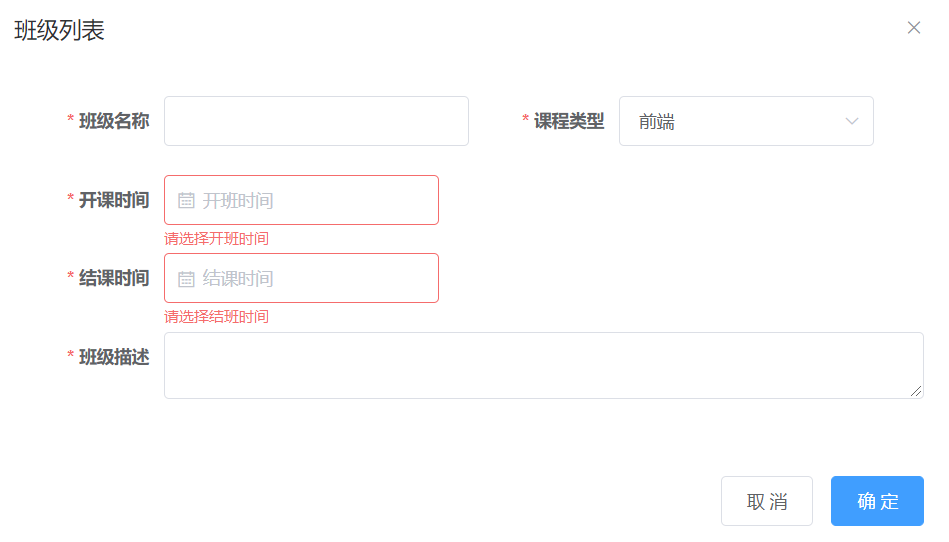 班级列表
* 班级名称
* 课程类型 前端
* 开课时间 开班时间
请选择开班时间
* 结课时间 结课时间
请选择结班时间
* 班级描述
取消 确定